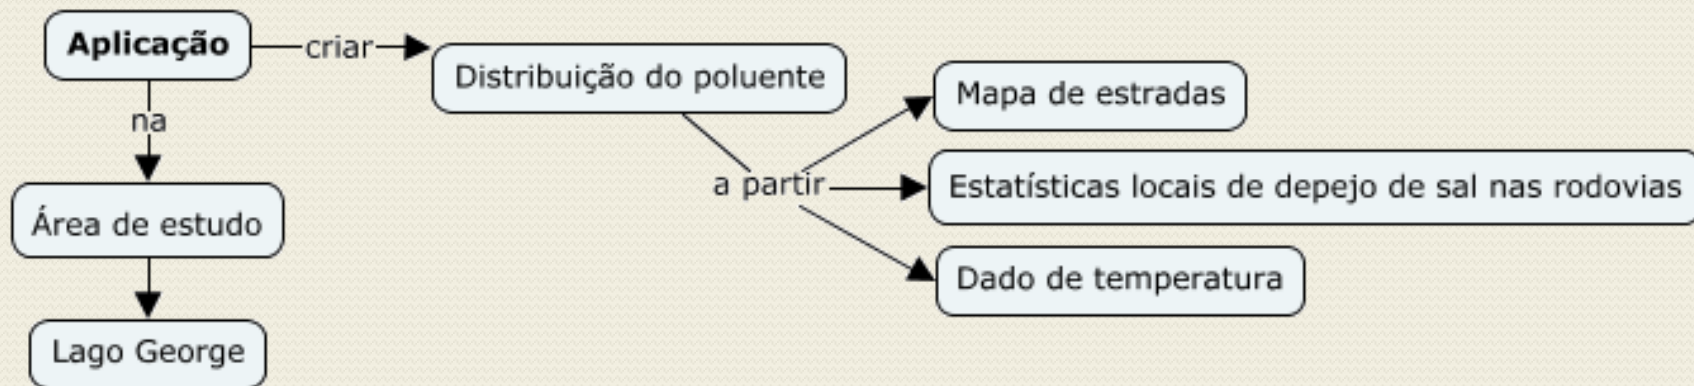 Aplicação
criar
Distribuição do poluente
Mapa de estradas
na
a partir
Estatísticas locais de depejo de sal nas rodovias
Área de estudo
Dado de temperatura
Lago George